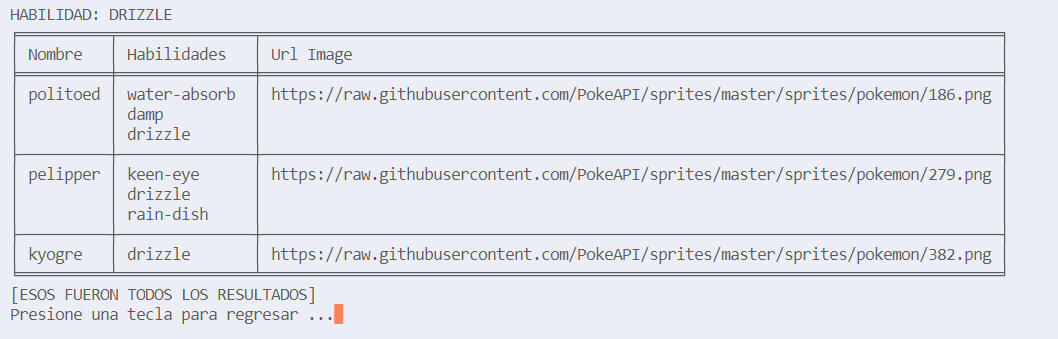 HABILIDAD: DRIZZLE
Nombre Habilidades Url Image
politoed water-absorb https://raw.githubusercontent.com/PokeAPI/sprites/master/sprites/pokemon/186.png
damp
drizzle
pelipper keen-eye https://raw.githubusercontent.com/PokeAPI/sprites/master/sprites/pokemon/279.png
drizzle
rain-dish
kyogre drizzle https://raw.githubusercontent.com/PokeAPI/sprites/master/sprites/pokemon/382.png
[ESOS FUERON TODOS LOS RESULTADOS]
Presione una tecla para regresar ...